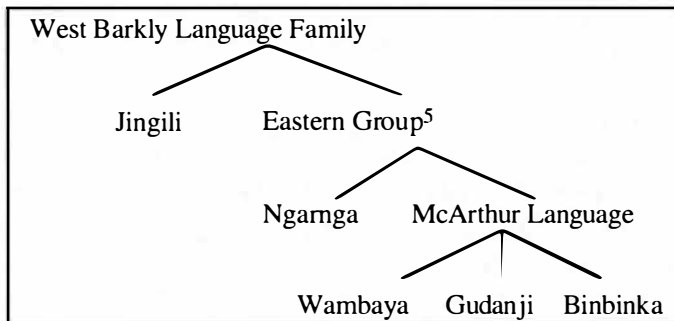 West Barkly Language Family
Jingili Eastern Group⁵
Ngarnga McArthur Language
Wambaya Gudanji Binbinka